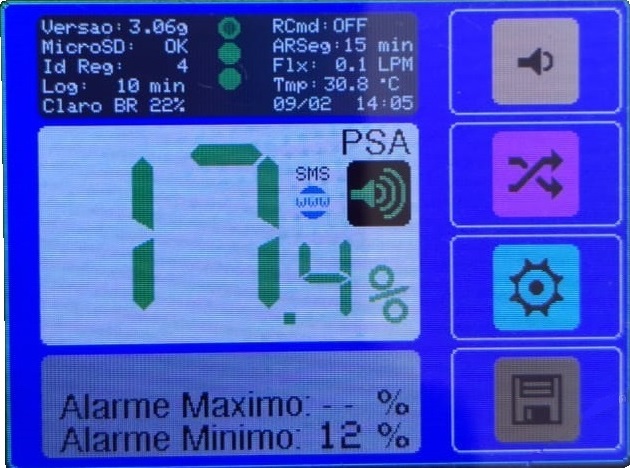 Versao: 3.06g
MicroSD: OK
Id Reg: 4
Log: 10 min
Claro BR 22%
RCmd: OFF
ARSeg: 15 min
Flx: 0.1 LPM
Tmp: 30.8 °C
09/02 14:05
PSA
SMS
www
17.4 %
Alarme Maximo: -- %
Alarme Minimo: 12 %